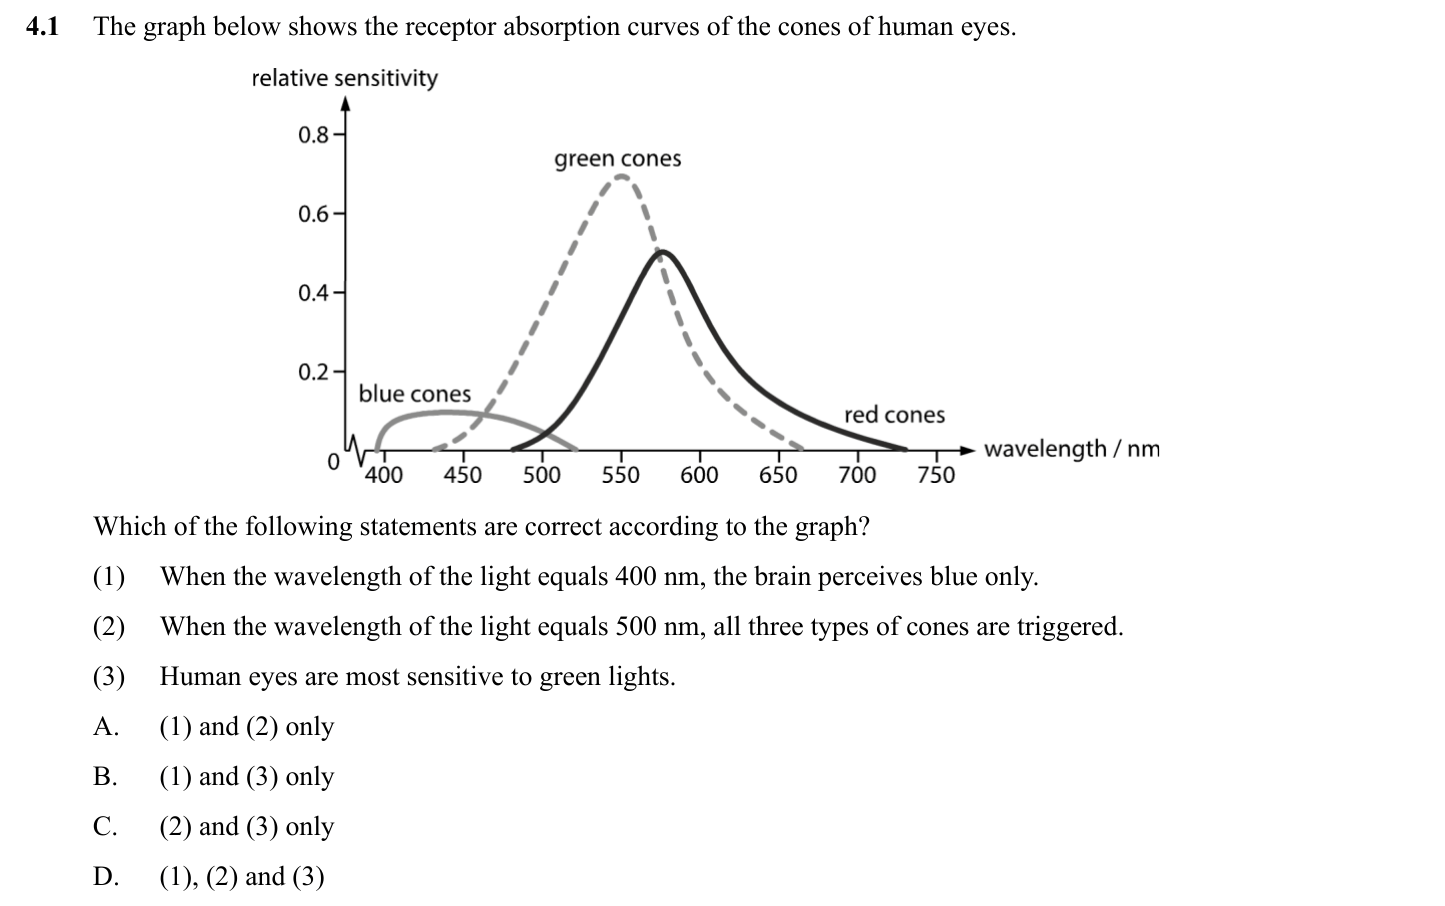 4.1 The graph below shows the receptor absorption curves of the cones of human eyes.
relative sensitivity
0.8
green cones
0.6
0.4
0.2
blue cones
red cones
0
wavelength / nm
400 450 500 550 600 650 700 750
Which of the following statements are correct according to the graph?
(1) When the wavelength of the light equals 400 nm, the brain perceives blue only.
(2) When the wavelength of the light equals 500 nm, all three types of cones are triggered.
(3) Human eyes are most sensitive to green lights.
A. (1) and (2) only
B. (1) and (3) only
C. (2) and (3) only
D. (1), (2) and (3)